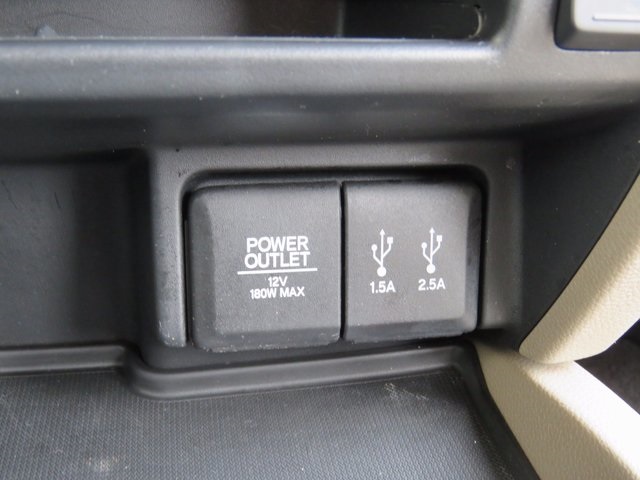 POWER
OUTLET
12V
180W MAX
1.5A 2.5A